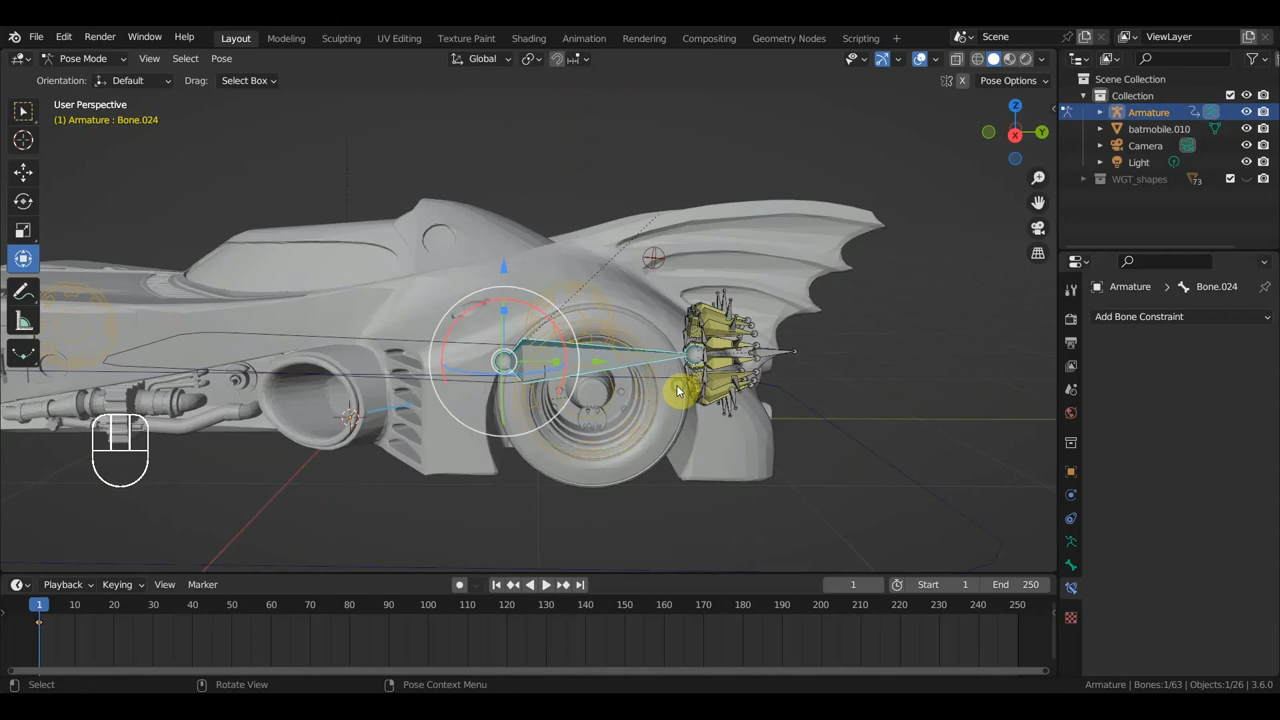 File Edit Render Window Help Layout Modeling Sculpting UV Editing Texture Paint Shading Animation Rendering Compositing Geometry Nodes Scripting + Scene ViewLayer
Pose Mode View Select Pose Global
Orientation: Default Drag: Select Box X Pose Options
User Perspective
(1) Armature : Bone.024
Z
Y
X
Scene Collection
Collection
Armature
batmobile.010
Camera
Light
WGT_shapes 73
Armature Bone.024
Add Bone Constraint
Playback Keying View Marker 1 Start 1 End 250
1 10 20 30 40 50 60 70 80 90 100 110 120 130 140 150 160 170 180 190 200 210 220 230 240 250
Select Rotate View Pose Context Menu Armature | Bones:1/63 | Objects:1/26 | 3.6.0